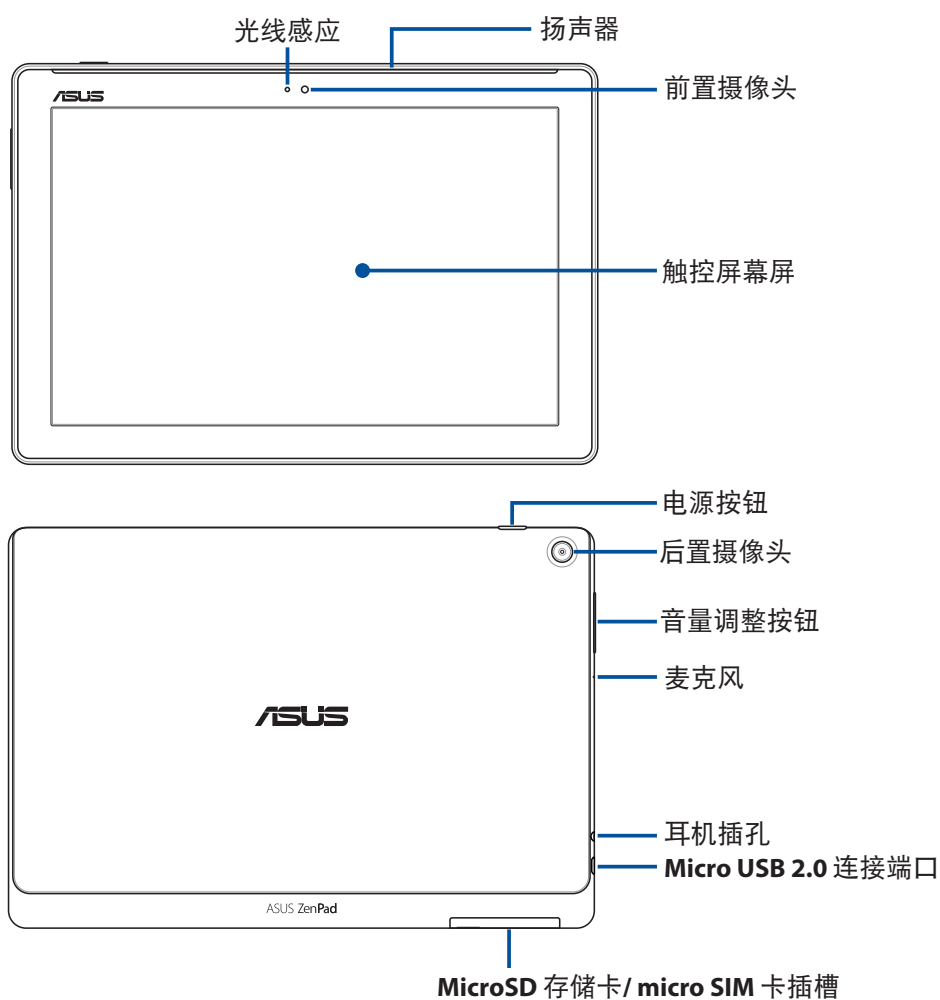 光线感应
扬声器
ASUS
前置摄像头
触控屏幕屏
电源按钮
后置摄像头
音量调整按钮
麦克风
ASUS
耳机插孔
Micro USB 2.0 连接端口
ASUS ZenPad
MicroSD 存储卡/ micro SIM 卡插槽